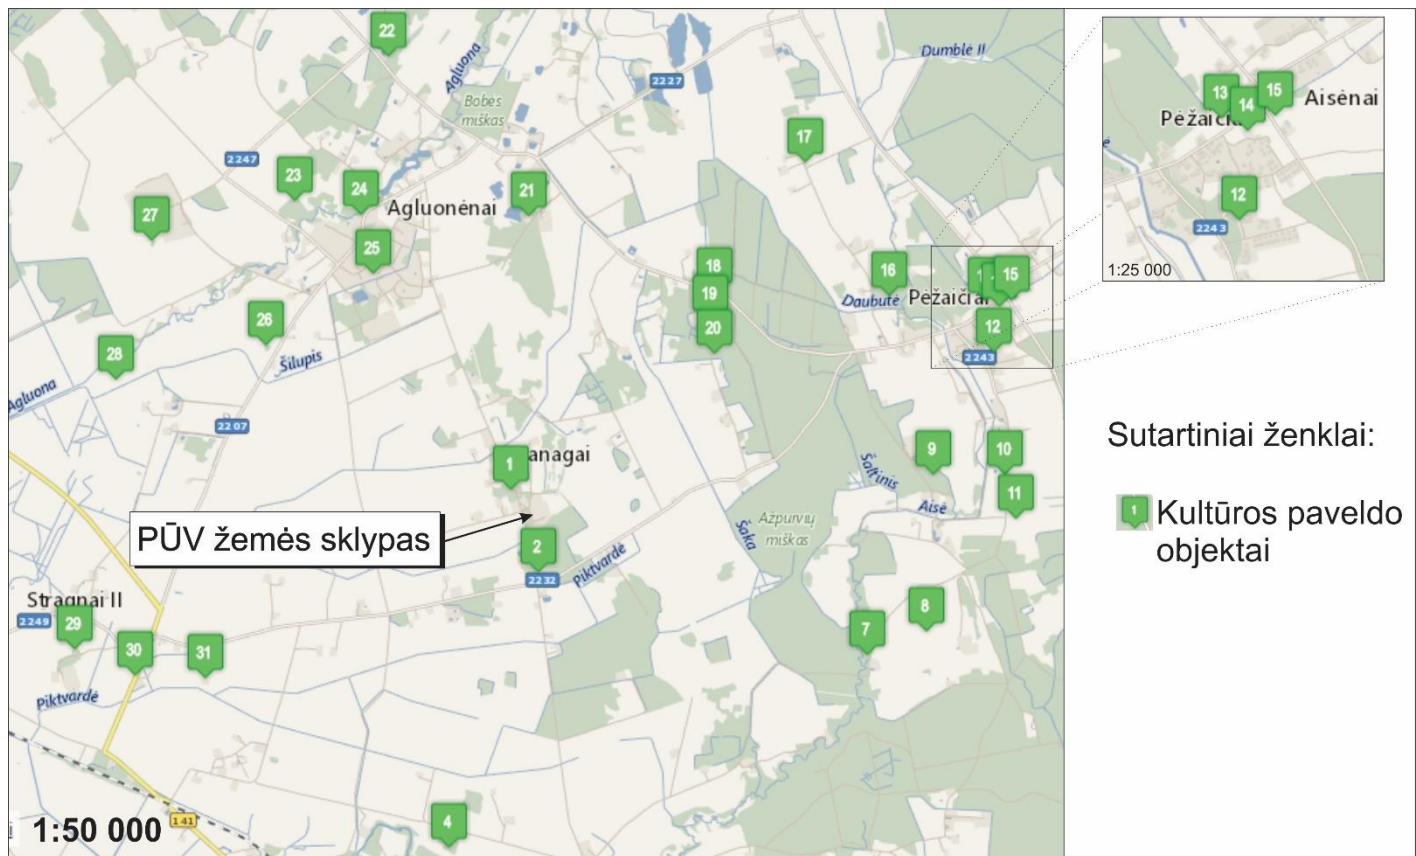 22
Agluona
Dumblė II
2227
Bobės
miškas
17
2247
23
24
21
Agluonėnai
27
25
18
16
15
19
Daubutė
Pėžaičiai
26
20
12
2243
28
Šilupis
Agluona
2207
1
anagai
9
10
Šaltinis
11
Aisė
PŪV žemės sklypas
Šaka
Ažpurvių
miškas
2
2232
Piktvardė
Stragnai II
2249
29
8
7
30
31
Piktvardė
4
141
1:50 000
13
14
15
Aisėnai
Pėžaičiai
12
2243
1:25 000
Sutartiniai ženklai:
1
Kultūros paveldo
objektai